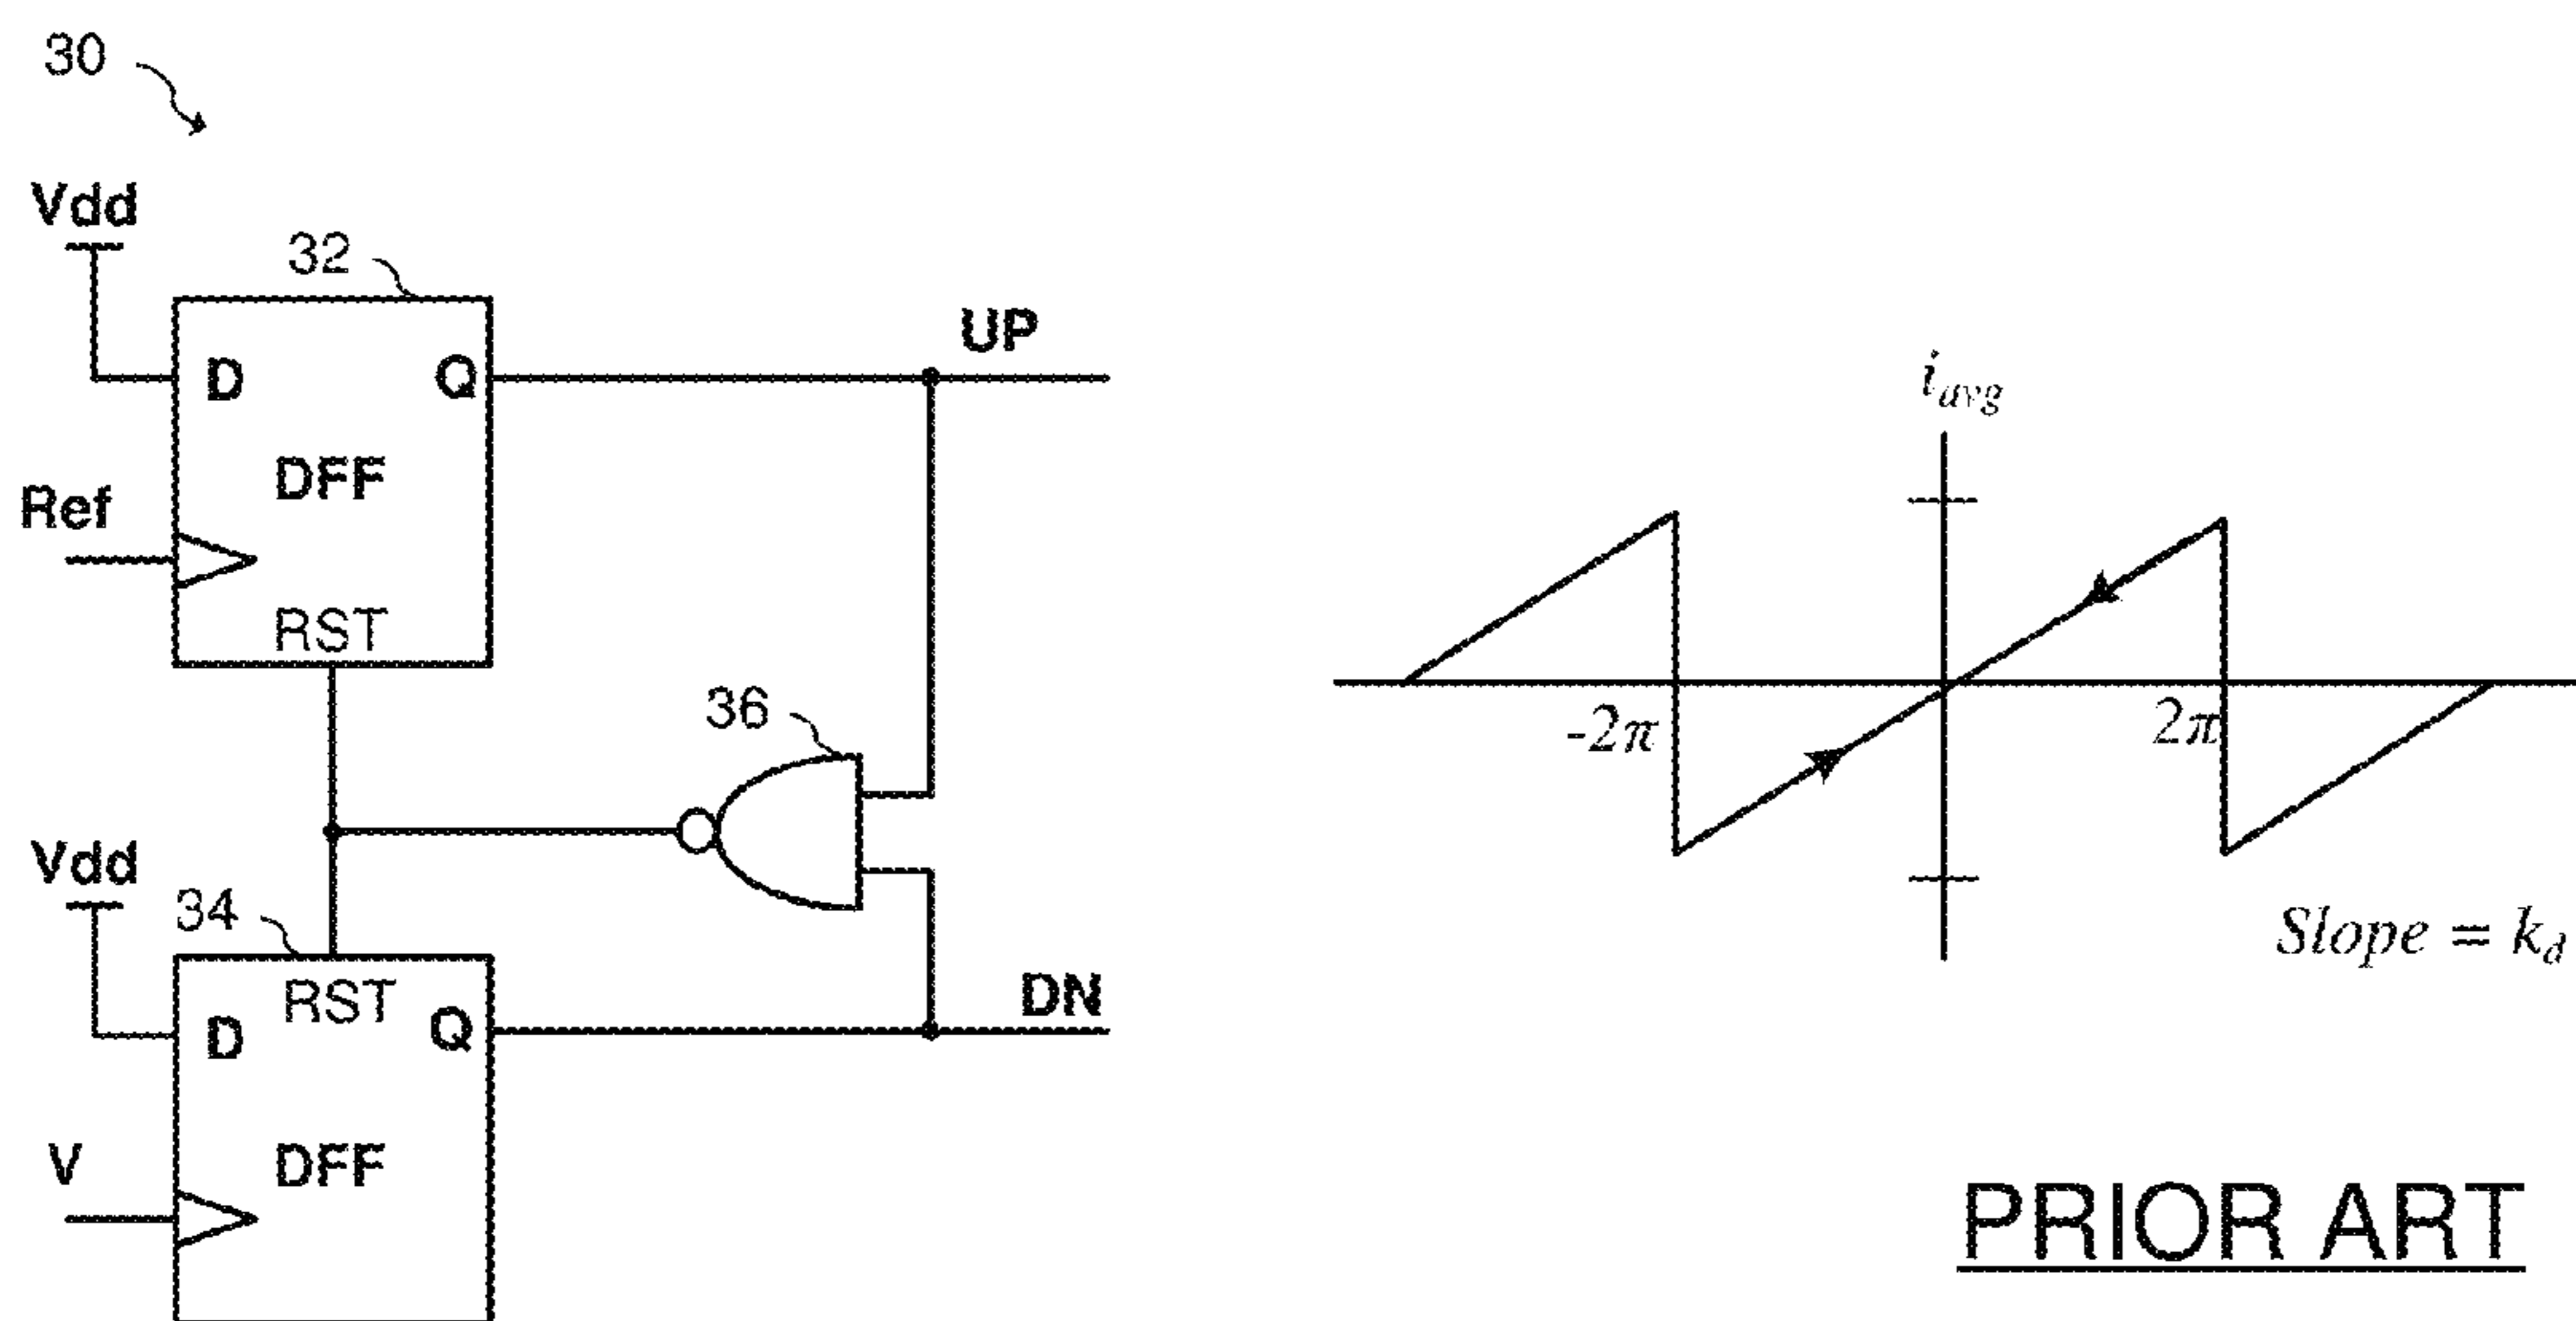 30
Vdd
32
D
Q
DFF
Ref
RST
UP
36
Vdd
34
RST
D
Q
DFF
V
DN
i_avg
-2π
2π
Slope = k_d
PRIOR ART